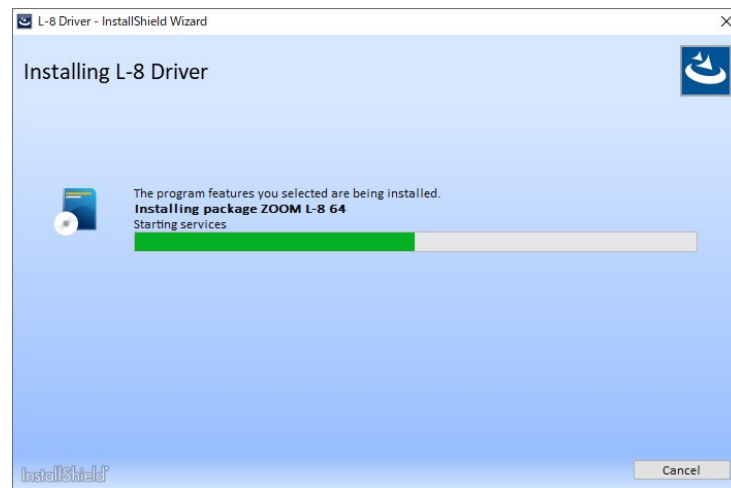 L-8 Driver - InstallShield Wizard
Installing L-8 Driver
The program features you selected are being installed.
Installing package ZOOM L-8 64
Starting services
InstallShield
Cancel